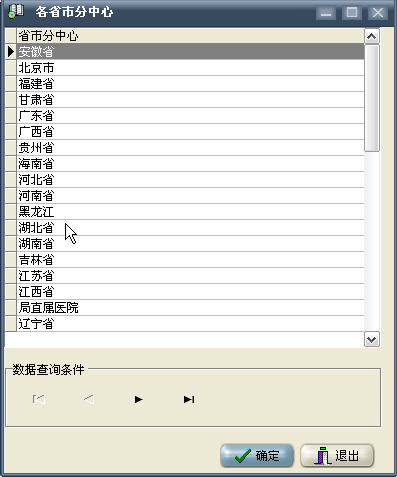 各省市分中心
省市分中心
安徽省
北京市
福建省
甘肃省
广东省
广西省
贵州省
海南省
河北省
河南省
黑龙江
湖北省
湖南省
吉林省
江苏省
江西省
局直属医院
辽宁省
数据查询条件
确定
退出